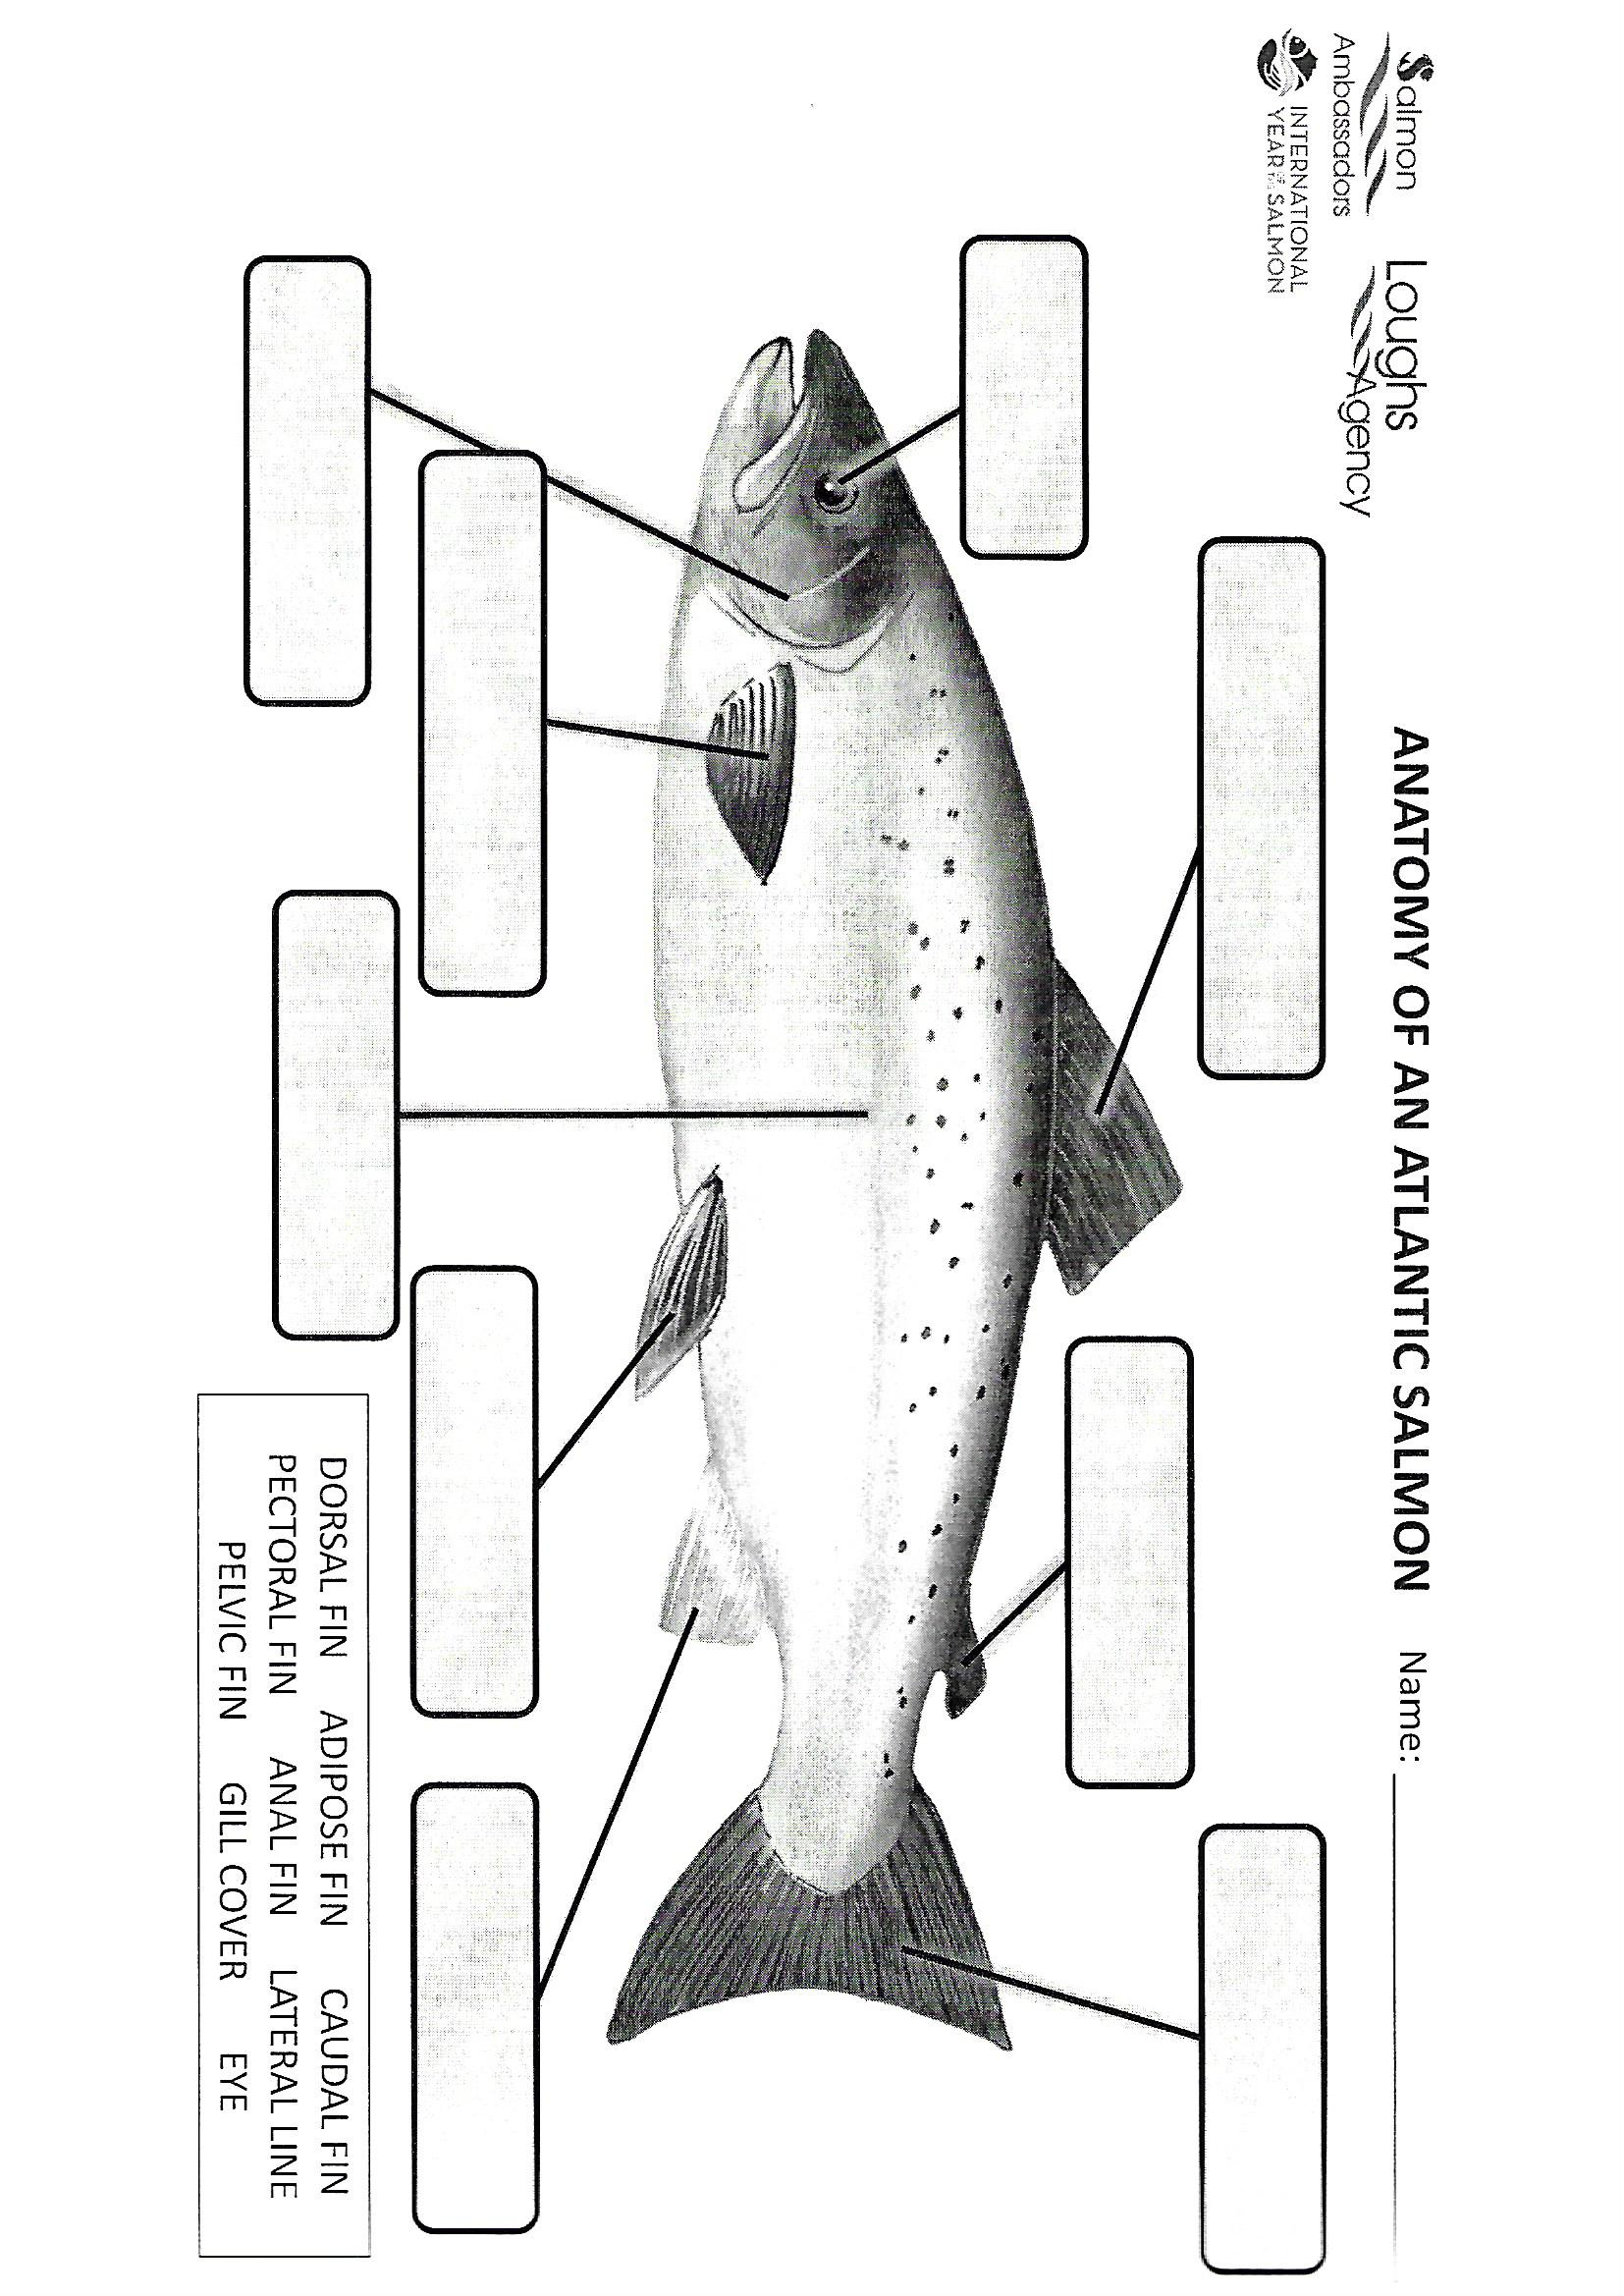 Salmon
Ambassadors
Loughs
Agency
INTERNATIONAL
YEAR OF THE SALMON
ANATOMY OF AN ATLANTIC SALMON Name:
DORSAL FIN ADIPOSE FIN CAUDAL FIN
PECTORAL FIN ANAL FIN LATERAL LINE
PELVIC FIN GILL COVER EYE